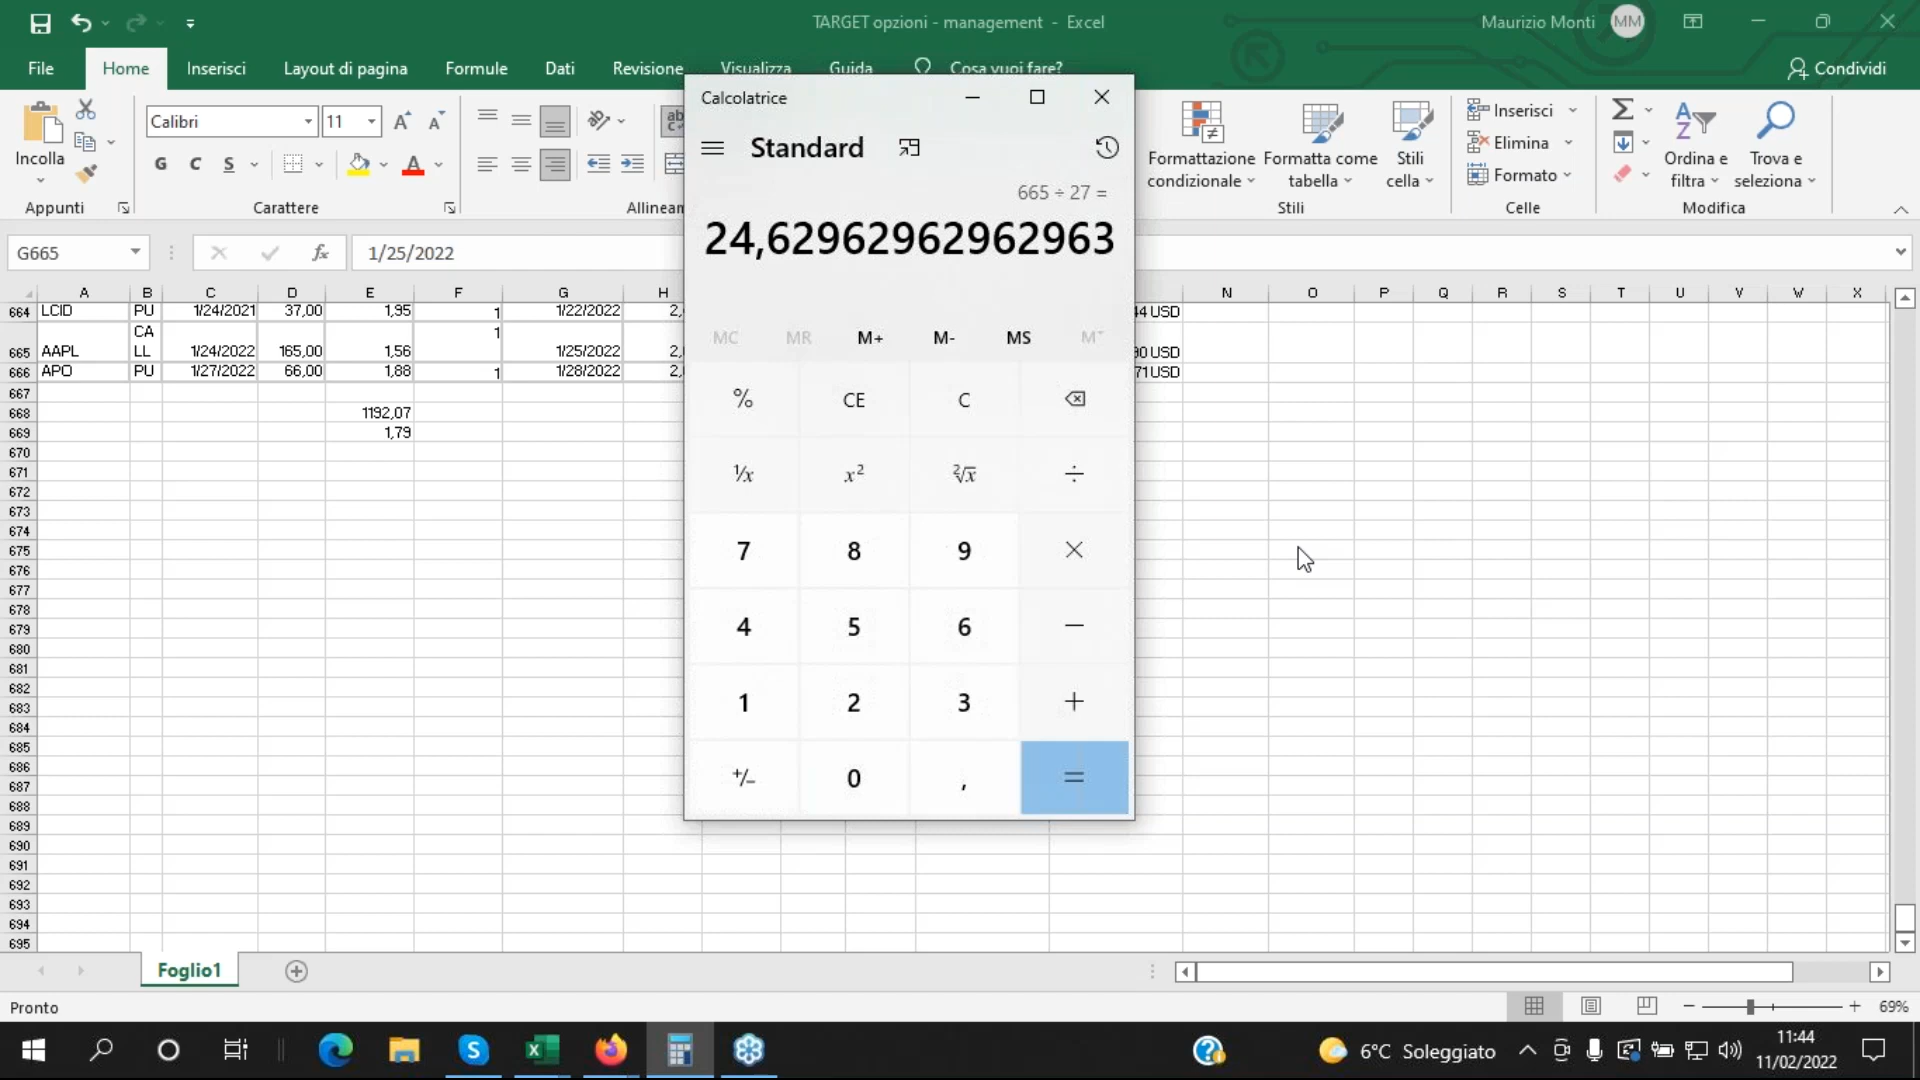 TARGET opzioni - management - Excel
Maurizio Monti MM
File Home Inserisci Layout di pagina Formule Dati Revisione Visualizza Guida Cosa vuoi fare? Condividi
Calibri 11
Incolla
G C S
Appunti Carattere
Formattazione condizionale
Formatta come tabella
Stili cella
Stili
Inserisci
Elimina
Formato
Celle
Ordina e filtra
Trova e seleziona
Modifica
G665 fx 1/25/2022
A B C D E F G H N O P Q R S T U V W X
664 LCID PU 1/24/2021 37,00 1,95 1 1/22/2022 2, 44 USD
665 AAPL CA LL 1/24/2022 165,00 1,56 1 1/25/2022 2, 90 USD
666 APO PU 1/27/2022 66,00 1,88 1 1/28/2022 2, 71 USD
667
668 1192,07
669 1,79
670
671
672
673
674
675
676
677
678
679
680
681
682
683
684
685
686
687
688
689
690
691
692
693
694
695
Calcolatrice
Standard
665 ÷ 27 =
24,62962962962963
MC MR M+ M- MS M˅
% CE C
¹/x x² ²√x ÷
7 8 9 ×
4 5 6 −
1 2 3 +
+/− 0 , =
Foglio1
Pronto
69%
6°C Soleggiato
11:44
11/02/2022